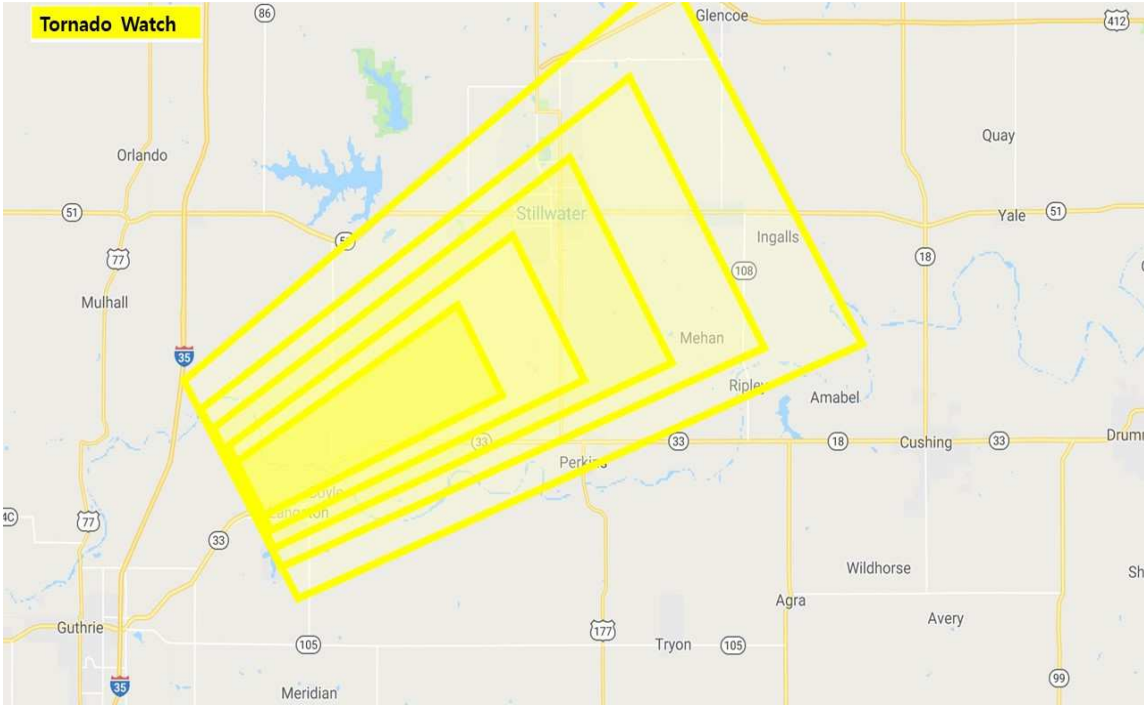 Tornado Watch
86
Glencoe
412
Orlando
Quay
51
Stillwater
Yale
51
77
Ingalls
108
18
Mulhall
35
Mehan
Ripley
Amabel
33
33
18
Cushing
33
Perkins
Coyle
Langston
77
33
Wildhorse
Agra
Avery
Guthrie
177
105
Tryon
105
99
35
Meridian